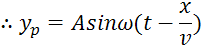 ∴ y_p = Asinω(t − x/v)